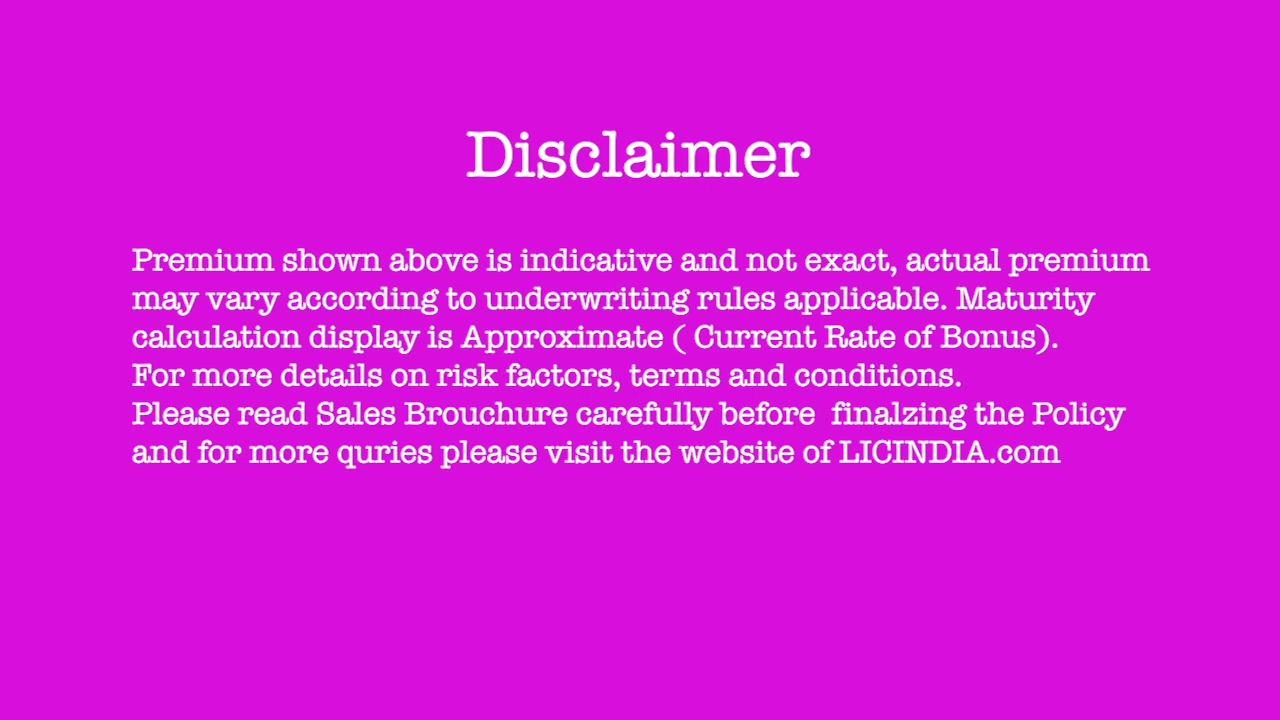 Disclaimer
Premium shown above is indicative and not exact, actual premium
may vary according to underwriting rules applicable. Maturity
calculation display is Approximate ( Current Rate of Bonus).
For more details on risk factors, terms and conditions.
Please read Sales Brouchure carefully before  finalzing the Policy
and for more quries please visit the website of LICINDIA.com